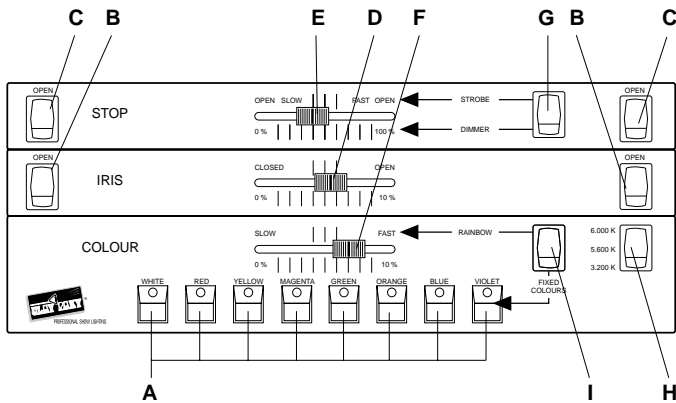 C B E D F G B C
OPEN OPEN
STOP OPEN SLOW FAST OPEN STROBE
0 % 100 % DIMMER
OPEN CLOSED OPEN OPEN
IRIS
0 % 10 %
SLOW FAST RAINBOW 6.000 K
COLOUR 5.600 K
0 % 10 % 3.200 K
WHITE RED YELLOW MAGENTA GREEN ORANGE BLUE VIOLET FIXED
COLOURS
PROFESSIONAL SHOW LIGHTING
A I H